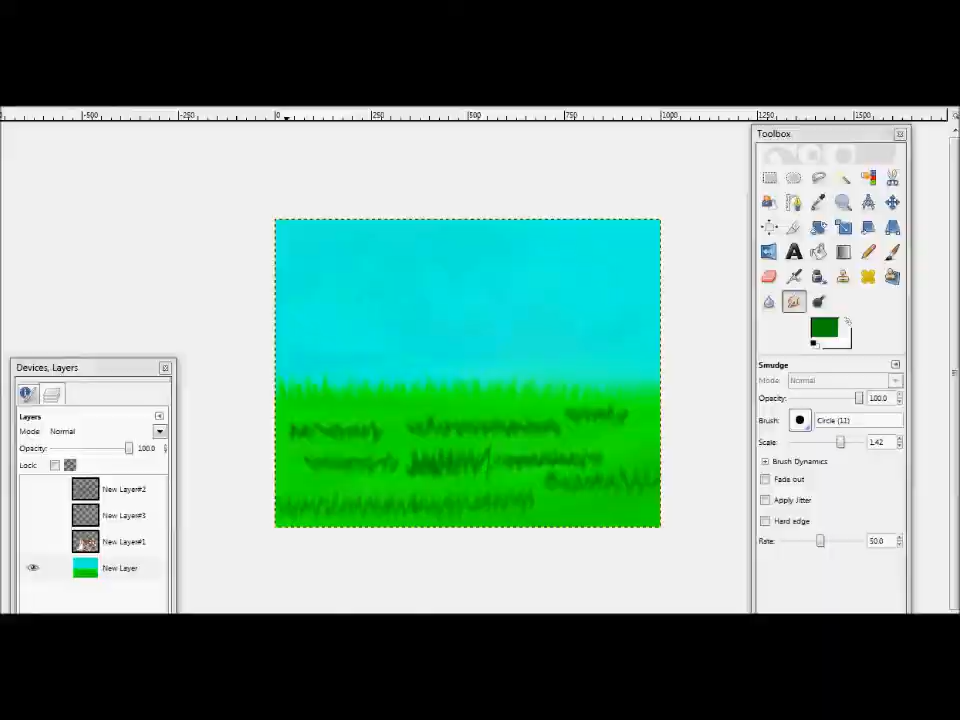 -500 -250 0 250 500 750 1000 1250 1500
Toolbox
Smudge
Mode: Normal
Opacity: 100.0
Brush: Circle (11)
Scale: 1.42
Brush Dynamics
Fade out
Apply Jitter
Hard edge
Rate: 50.0
Devices, Layers
Layers
Mode Normal
Opacity: 100.0
Lock:
New Layer#2
New Layer#3
New Layer#1
New Layer